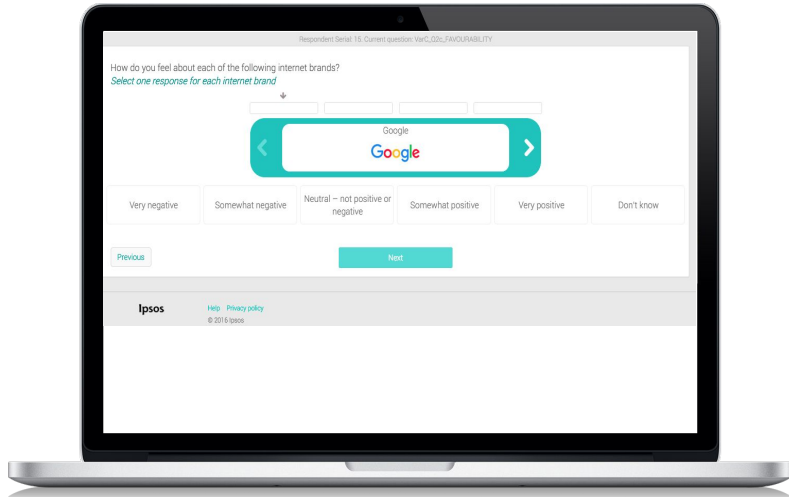 Respondent Serial: 15. Current question: VarC_Q2c_FAVOURABILITY
How do you feel about each of the following internet brands?
Select one response for each internet brand
Google
Google
Very negative
Somewhat negative
Neutral – not positive or
negative
Somewhat positive
Very positive
Don't know
Previous
Next
Ipsos
Help Privacy policy
© 2016 Ipsos